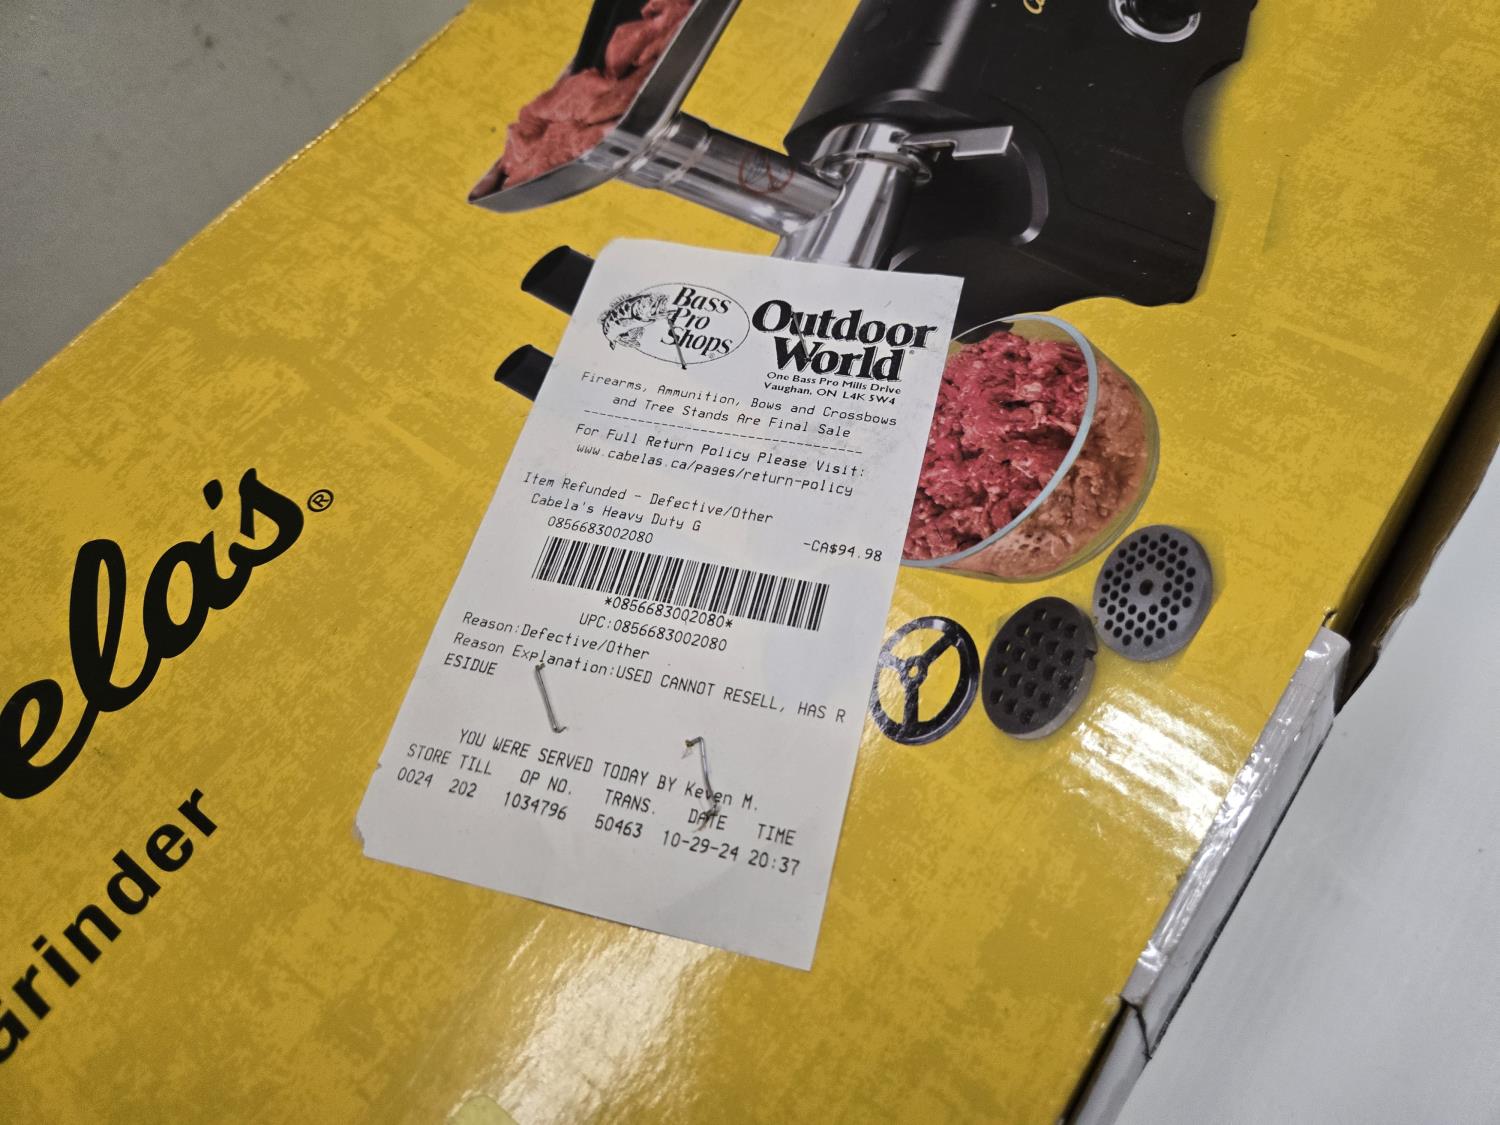 Bass
Pro
Shops®
Outdoor
World®
One Bass Pro Mills Drive
Vaughan, ON L4K 5W4
Firearms, Ammunition, Bows and Crossbows
and Tree Stands Are Final Sale
--------------------------------------
For Full Return Policy Please Visit:
www.cabelas.ca/pages/return-policy
Item Refunded - Defective/Other
Cabela's Heavy Duty G
0856683002080 -CA$94.98
*0856683002080*
UPC:0856683002080
Reason:Defective/Other
Reason Explanation:USED CANNOT RESELL, HAS R
ESIDUE
YOU WERE SERVED TODAY BY Keven M.
STORE TILL OP NO. TRANS. DATE TIME
0024 202 1034796 50463 10-29-24 20:37
ela's®
Grinder